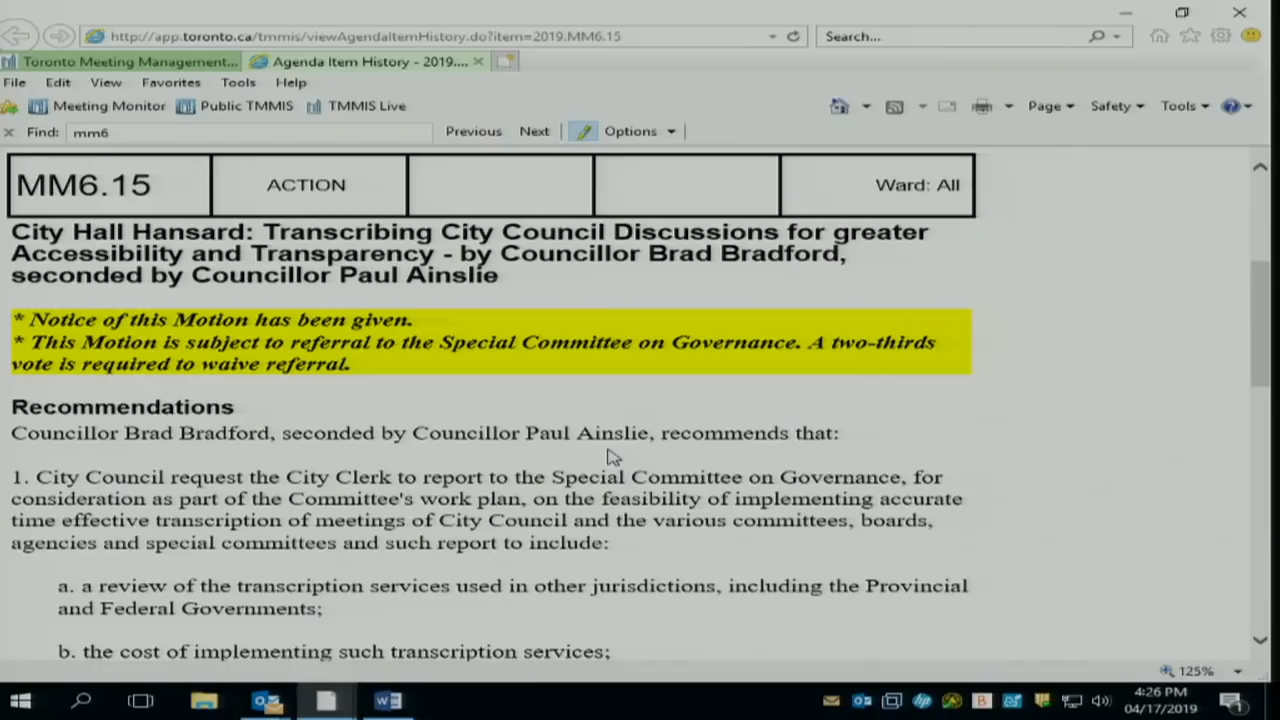 http://app.toronto.ca/tmmis/viewAgendaItemHistory.do?item=2019.MM6.15
Search...
Toronto Meeting Management...
Agenda Item History - 2019....
File Edit View Favorites Tools Help
Meeting Monitor Public TMMIS TMMIS Live
Page Safety Tools
Find: mm6 Previous Next Options
MM6.15 ACTION Ward: All
City Hall Hansard: Transcribing City Council Discussions for greater
Accessibility and Transparency - by Councillor Brad Bradford,
seconded by Councillor Paul Ainslie
* Notice of this Motion has been given.
* This Motion is subject to referral to the Special Committee on Governance. A two-thirds
vote is required to waive referral.
Recommendations
Councillor Brad Bradford, seconded by Councillor Paul Ainslie, recommends that:
1. City Council request the City Clerk to report to the Special Committee on Governance, for
consideration as part of the Committee's work plan, on the feasibility of implementing accurate
time effective transcription of meetings of City Council and the various committees, boards,
agencies and special committees and such report to include:
a. a review of the transcription services used in other jurisdictions, including the Provincial
and Federal Governments;
b. the cost of implementing such transcription services;
125%
4:26 PM
04/17/2019